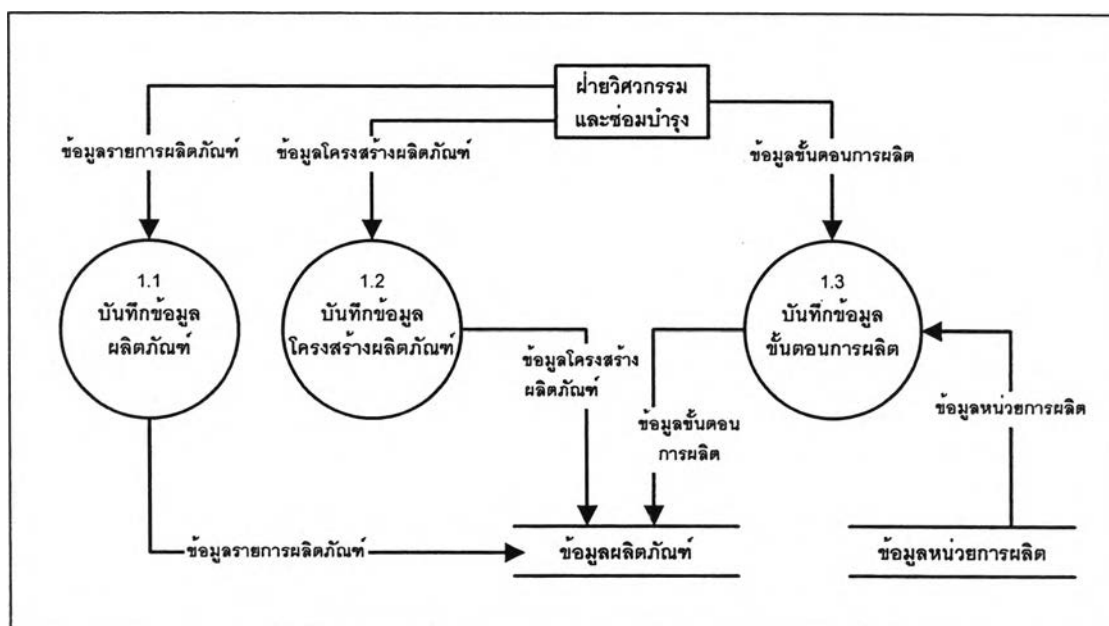 ฝ่ายวิศวกรรม
และซ่อมบำรุง
ข้อมูลรายการผลิตภัณฑ์
ข้อมูลโครงสร้างผลิตภัณฑ์
ข้อมูลขั้นตอนการผลิต
1.1
บันทึกข้อมูล
ผลิตภัณฑ์
1.2
บันทึกข้อมูล
โครงสร้างผลิตภัณฑ์
1.3
บันทึกข้อมูล
ขั้นตอนการผลิต
ข้อมูลโครงสร้าง
ผลิตภัณฑ์
ข้อมูลขั้นตอน
การผลิต
ข้อมูลหน่วยการผลิต
ข้อมูลรายการผลิตภัณฑ์
ข้อมูลผลิตภัณฑ์
ข้อมูลหน่วยการผลิต